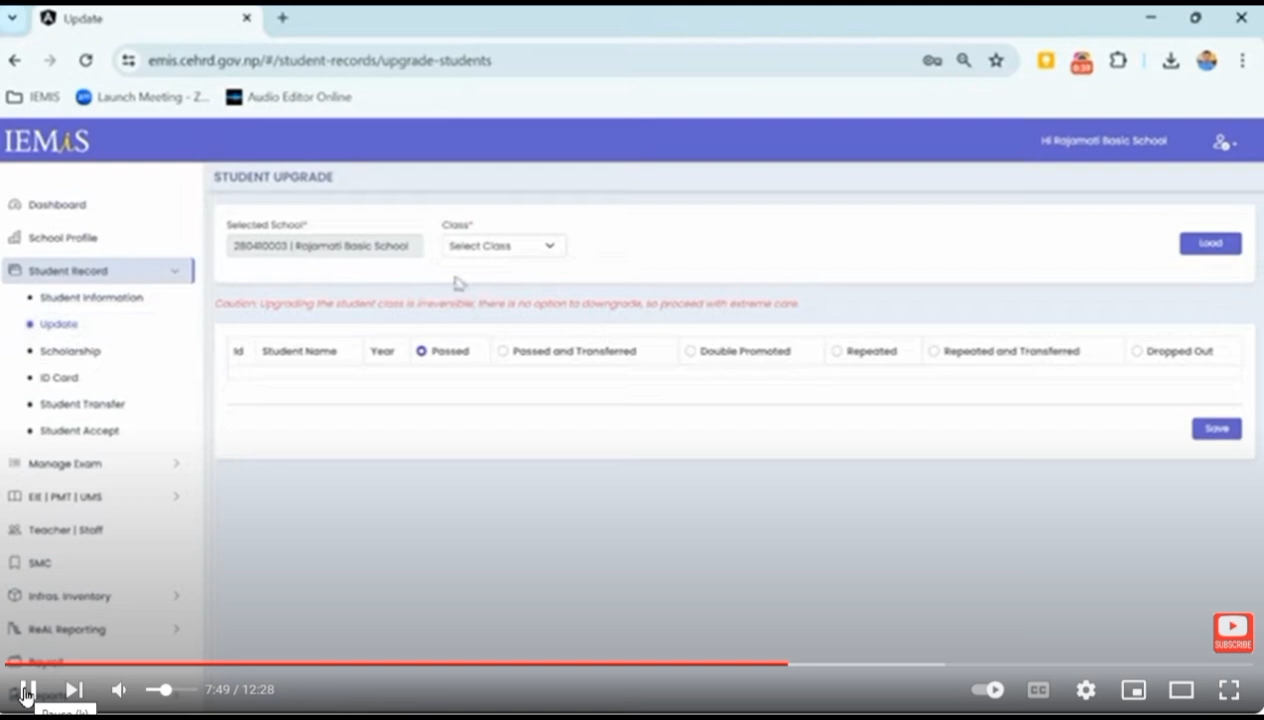 Update
emis.cehrd.gov.np/#/student-records/upgrade-students
IEMIS
Launch Meeting - Z...
Audio Editor Online
IEMiS
Hi Rajamati Basic School
STUDENT UPGRADE
Dashboard
Selected School*
Class*
School Profile
280410003 | Rajamati Basic School
Select Class
Load
Student Record
Student Information
Caution: Upgrading the student class is irreversible; there is no option to downgrade, so proceed with extreme care.
Update
Id
Student Name
Year
Passed
Passed and Transferred
Double Promoted
Repeated
Repeated and Transferred
Dropped Out
Scholarship
ID Card
Student Transfer
Student Accept
Save
Manage Exam
EIE | PMT | UMS
Teacher | Staff
SMC
Infras. Inventory
ReAL Reporting
SUBSCRIBE
Payroll
7:49 / 12:28
CC
Pause (k)